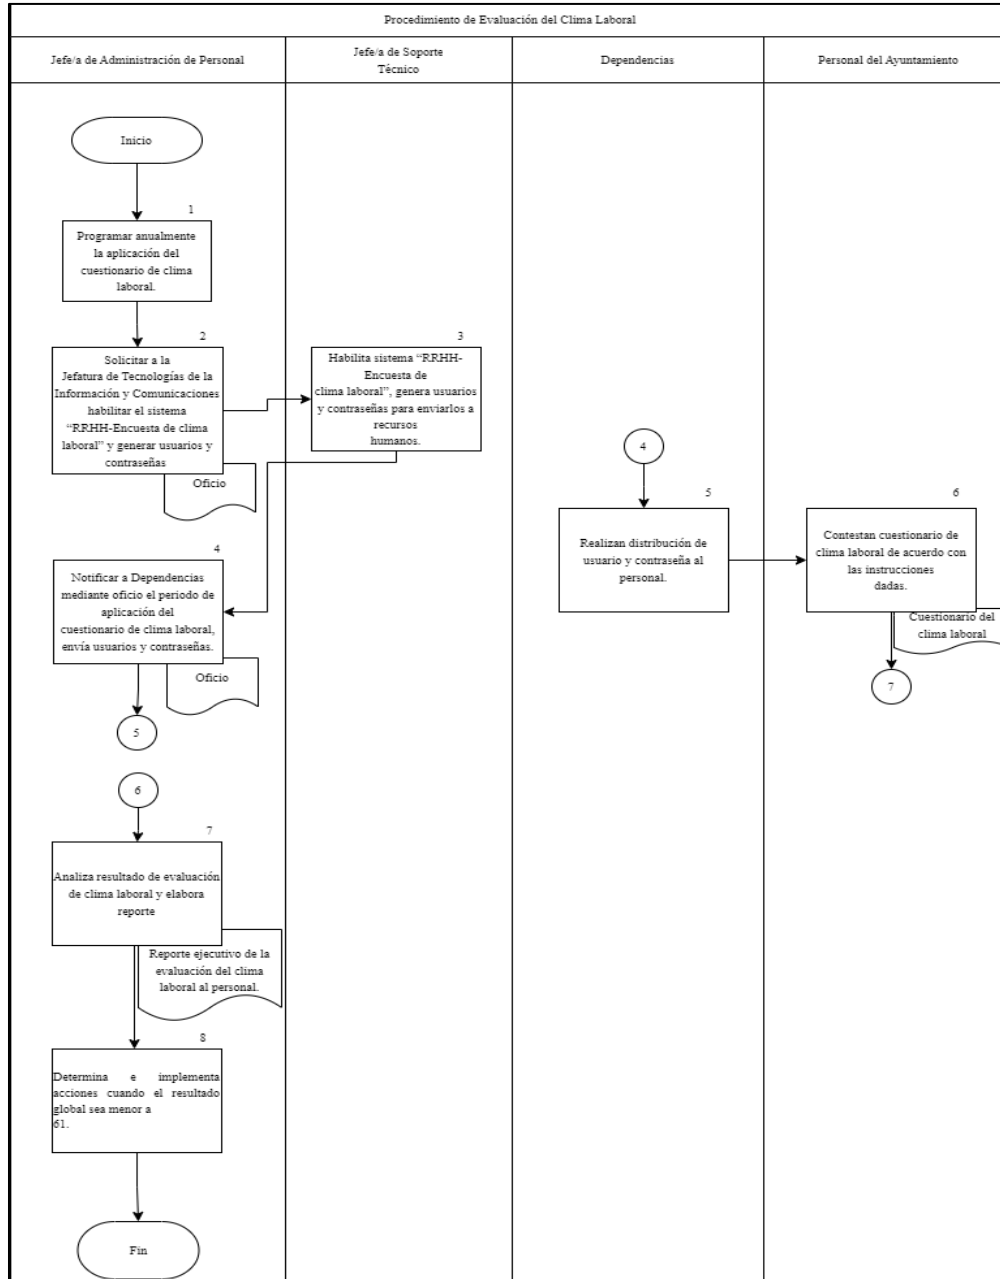 Procedimiento de Evaluación del Clima Laboral
Jefe/a de Administración de Personal
Jefe/a de Soporte
Técnico
Dependencias
Personal del Ayuntamiento
Inicio
1
Programar anualmente
la aplicación del
cuestionario de clima
laboral.
2
Solicitar a la
Jefatura de Tecnologías de la
Información y Comunicaciones
habilitar el sistema
“RRHH-Encuesta de clima
laboral” y generar usuarios y
contraseñas
Oficio
3
Habilita sistema “RRHH-
Encuesta de
clima laboral”, genera usuarios
y contraseñas para enviarlos a
recursos
humanos.
4
Notificar a Dependencias
mediante oficio el periodo de
aplicación del
cuestionario de clima laboral,
envía usuarios y contraseñas.
Oficio
5
4
5
Realizan distribución de
usuario y contraseña al
personal.
6
Contestan cuestionario de
clima laboral de acuerdo con
las instrucciones
dadas.
Cuestionario del
clima laboral
7
6
7
Analiza resultado de evaluación
de clima laboral y elabora
reporte
Reporte ejecutivo de la
evaluación del clima
laboral al personal.
8
Determina e implementa
acciones cuando el resultado
global sea menor a
61.
Fin